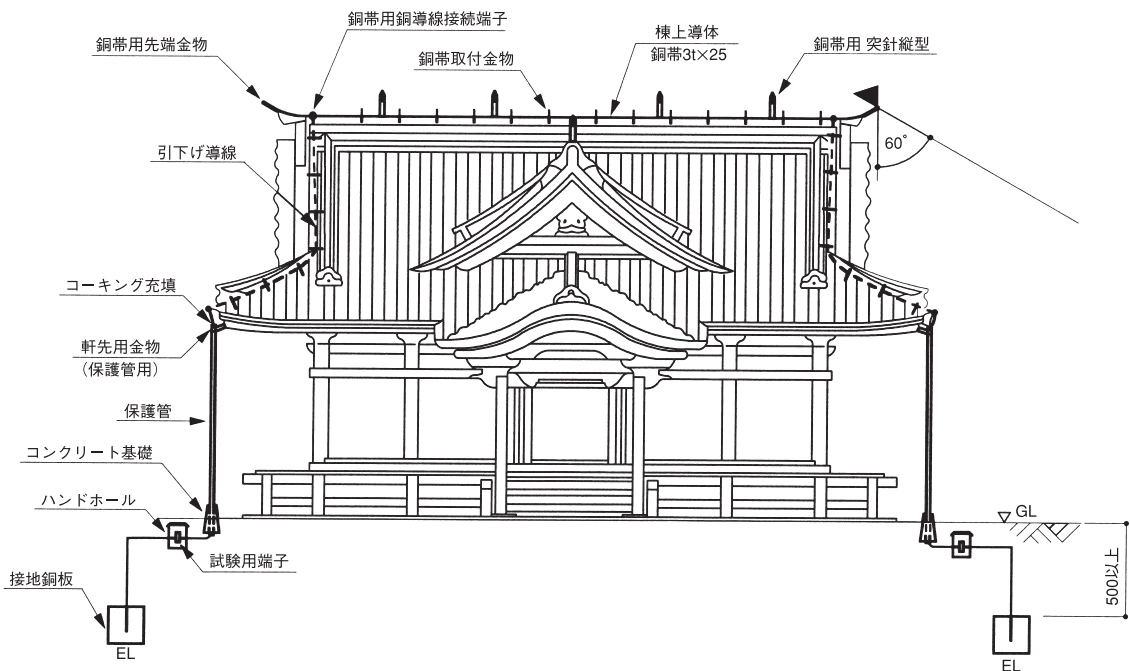 銅帯用銅導線接続端子
銅帯用先端金物
銅帯取付金物
棟上導体
銅帯3t×25
銅帯用 突針縦型
60°
引下げ導線
コーキング充填
軒先用金物
(保護管用)
保護管
コンクリート基礎
ハンドホール
試験用端子
接地銅板
EL
GL
500以上
EL